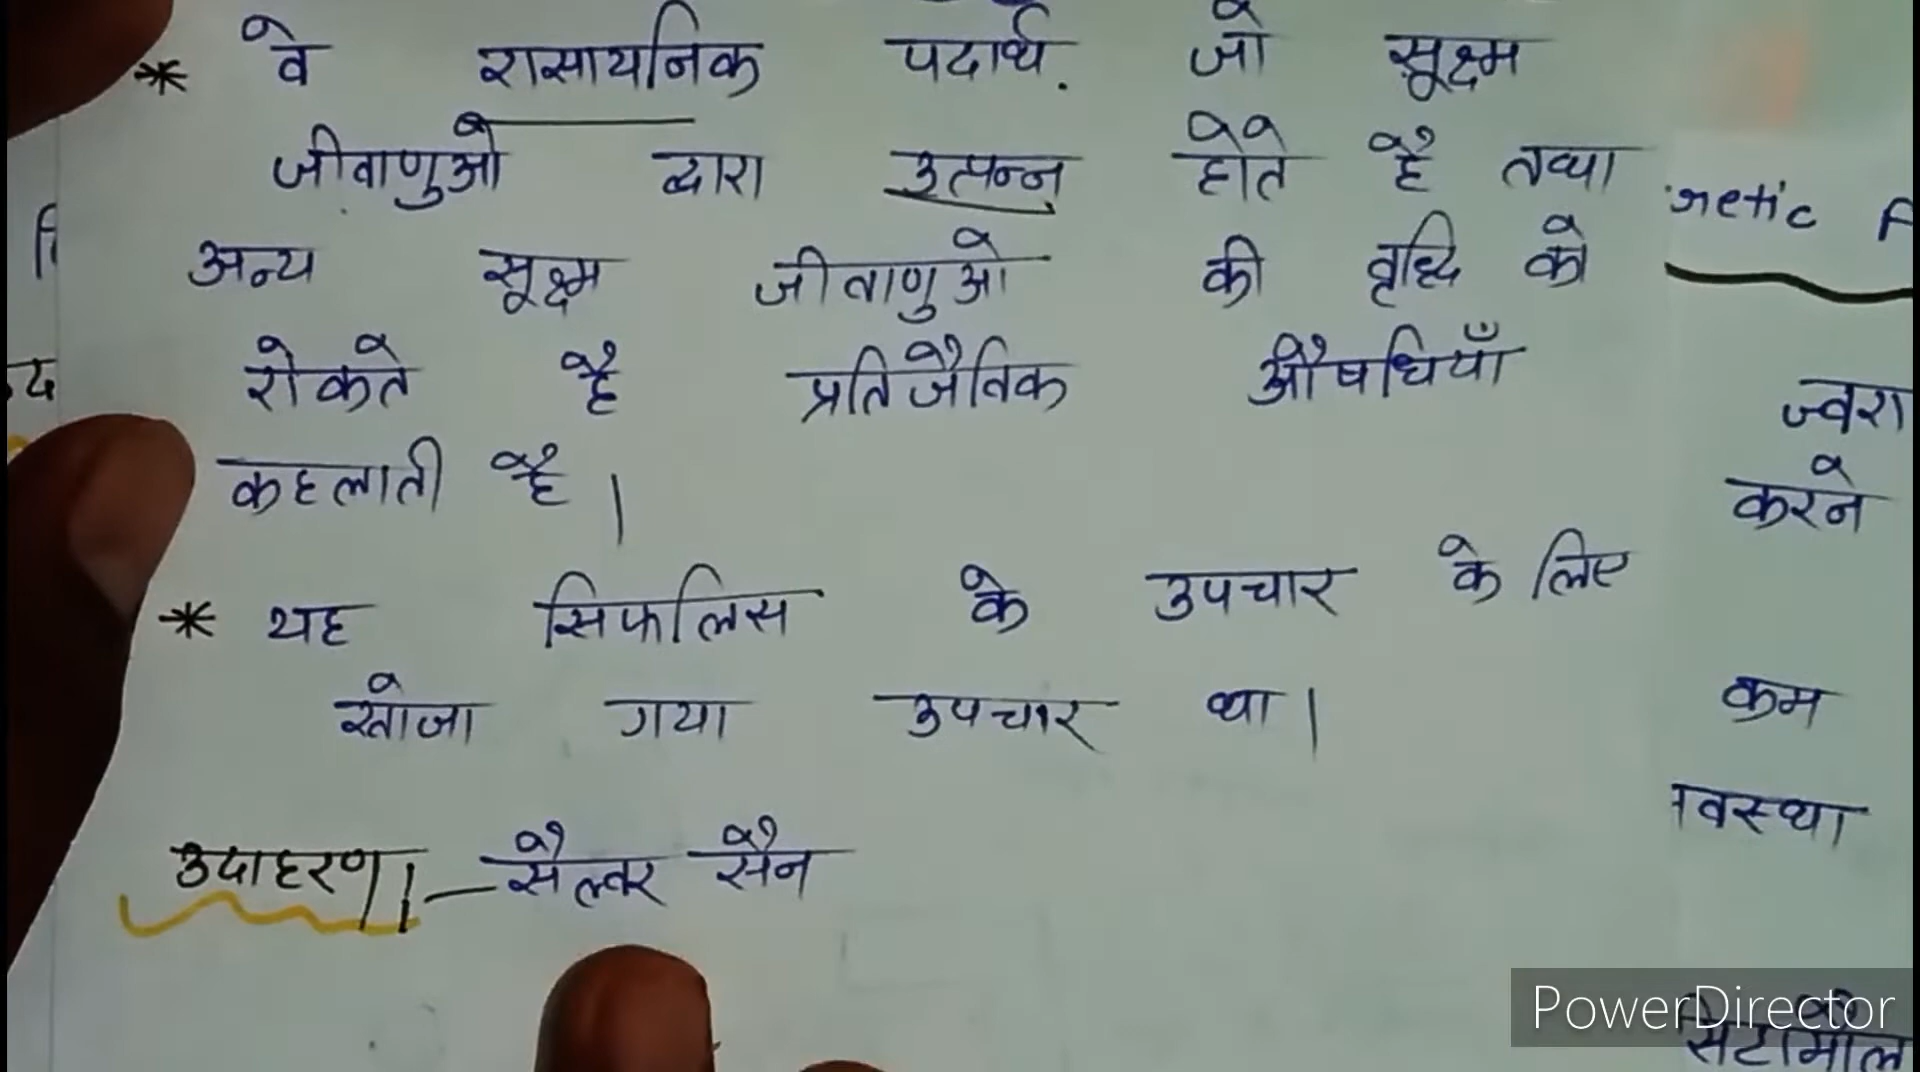 * वे रासायनिक पदार्थ. जो सूक्ष्म
जीवाणुओ द्वारा उत्पन्न होते है तथा
अन्य सूक्ष्म जीवाणुओ की वृद्धि को
रोकते है प्रतिजैविक औषधियाँ
कहलाती है।
* यह सिफलिस के उपचार के लिए
खोजा गया उपचार था।
उदाहरण। - सैल्वर सैन
netic
ज्वरा
करने
कम
वस्था
सिटामोल
PowerDirector